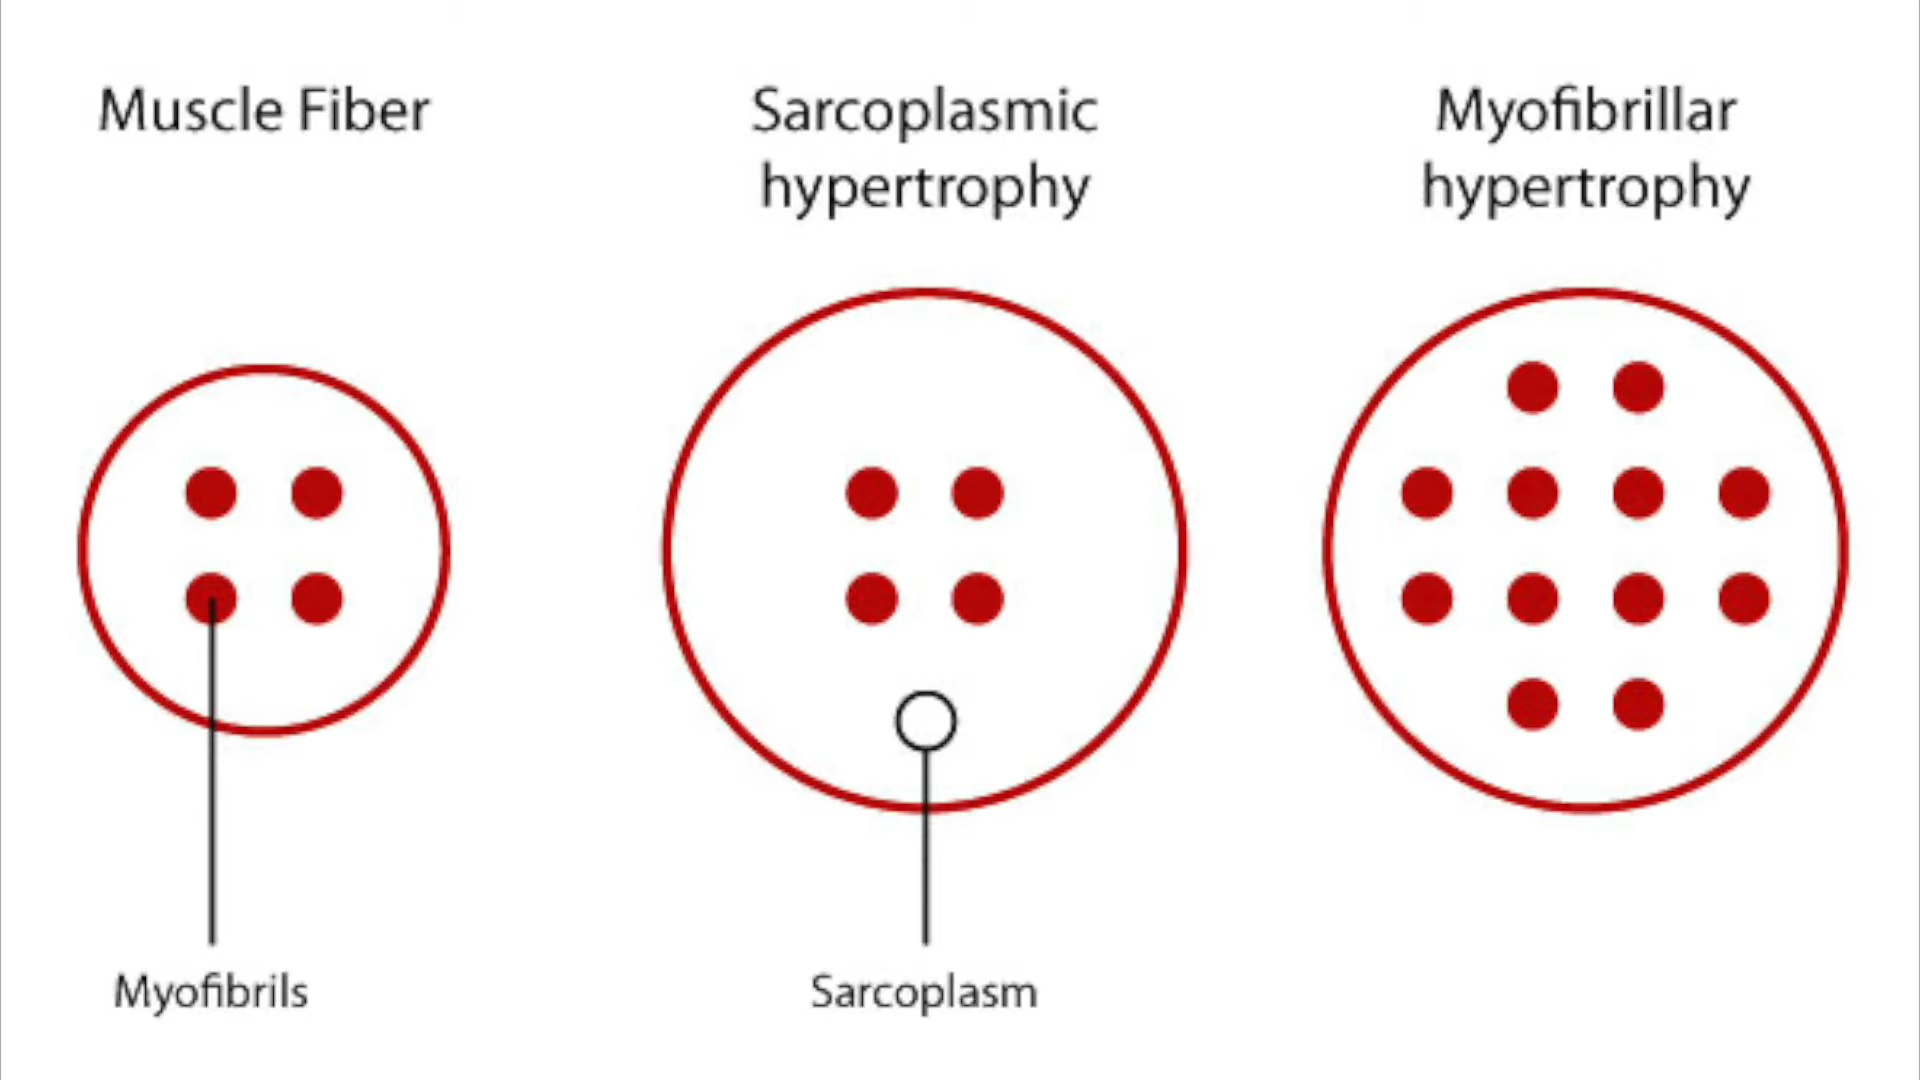 Muscle Fiber
Sarcoplasmic
hypertrophy
Myofibrillar
hypertrophy
Myofibrils
Sarcoplasm